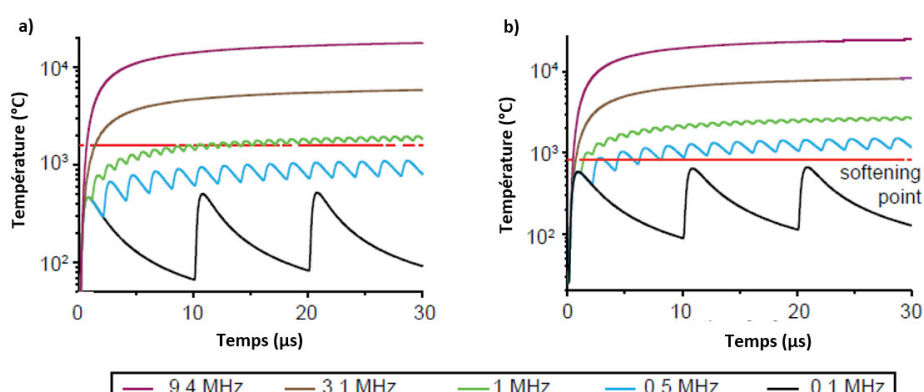 a)
b)
Température (°C)
10⁴
10³
10²
0
10
20
30
Temps (µs)
Température (°C)
10⁴
10³
10²
softening
point
0
10
20
30
Temps (µs)
9.4 MHz
3.1 MHz
1 MHz
0.5 MHz
0.1 MHz